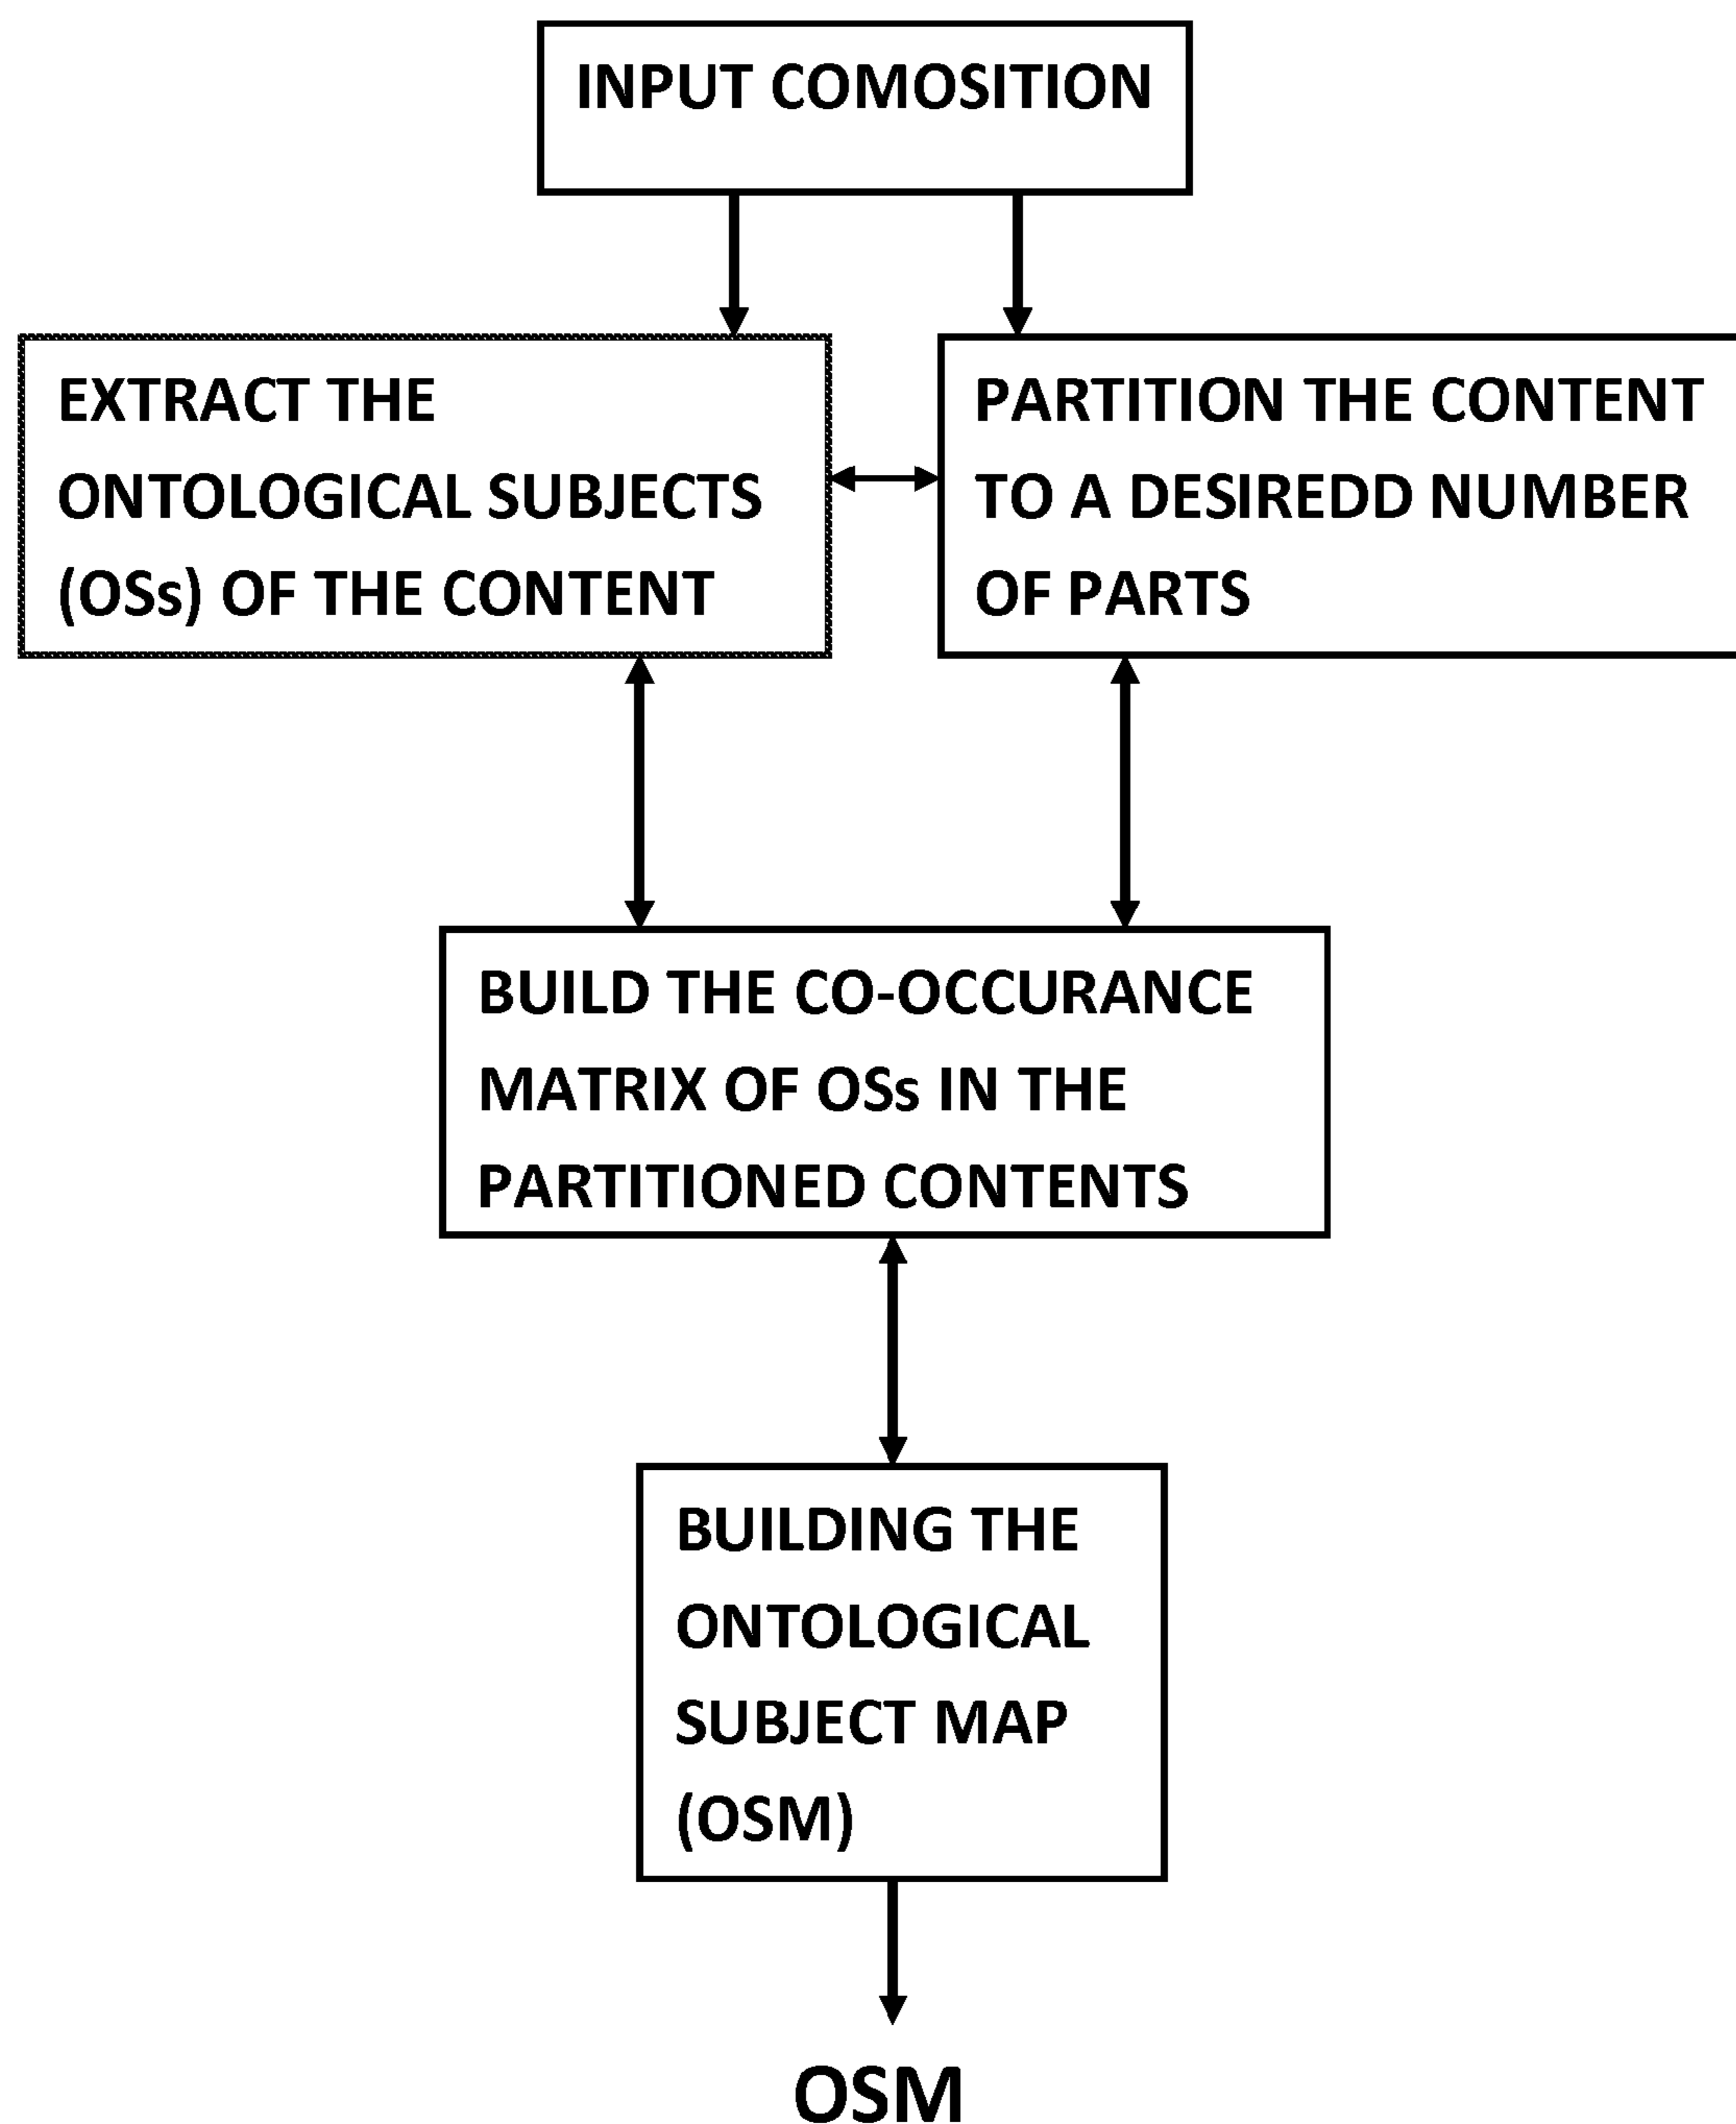 INPUT COMOSITION
EXTRACT THE
ONTOLOGICAL SUBJECTS
(OSs) OF THE CONTENT
PARTITION THE CONTENT
TO A DESIREDD NUMBER
OF PARTS
BUILD THE CO-OCCURANCE
MATRIX OF OSs IN THE
PARTITIONED CONTENTS
BUILDING THE
ONTOLOGICAL
SUBJECT MAP
(OSM)
OSM